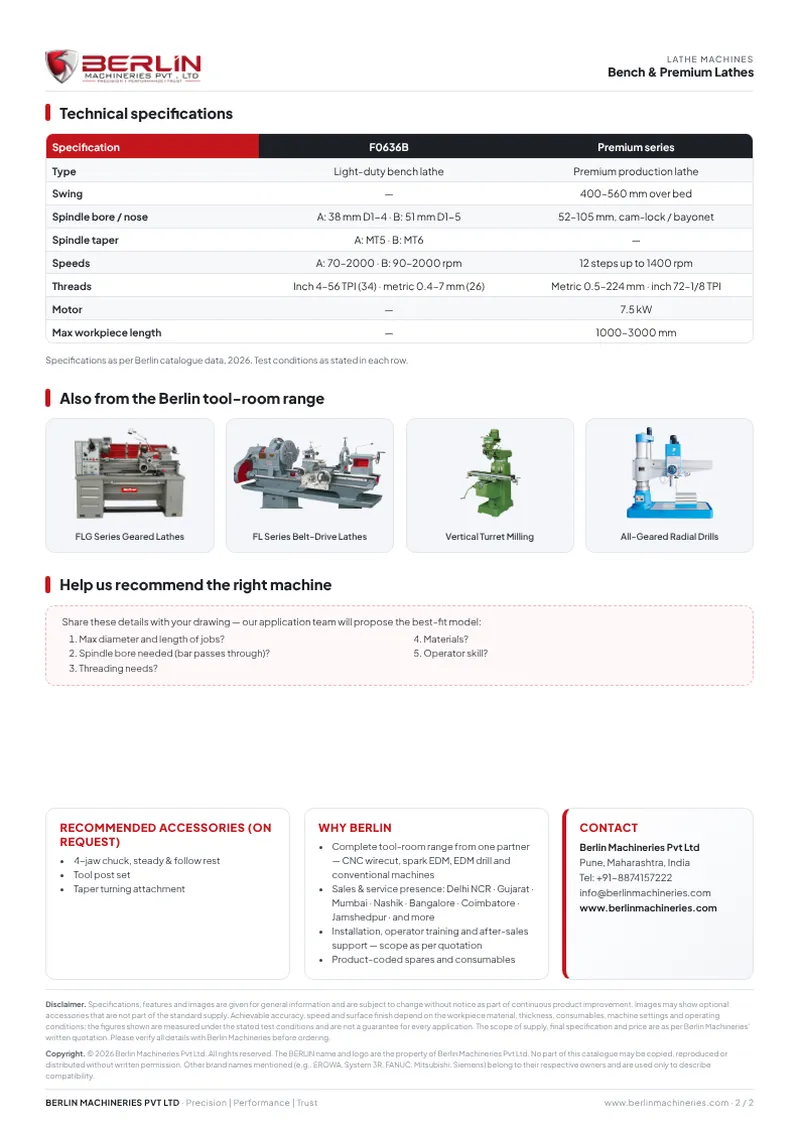 BERLIN
MACHINERIES PVT. LTD
PRECISION | PERFORMANCE | TRUST
LATHE MACHINES
Bench & Premium Lathes
Technical specifications
Specification F0636B Premium series
Type Light-duty bench lathe Premium production lathe
Swing — 400–560 mm over bed
Spindle bore / nose A: 38 mm D1-4 · B: 51 mm D1-5 52–105 mm, cam-lock / bayonet
Spindle taper A: MT5 · B: MT6 —
Speeds A: 70–2000 · B: 90–2000 rpm 12 steps up to 1400 rpm
Threads Inch 4–56 TPI (34) · metric 0.4–7 mm (26) Metric 0.5–224 mm · inch 72–1/8 TPI
Motor — 7.5 kW
Max workpiece length — 1000–3000 mm
Specifications as per Berlin catalogue data, 2026. Test conditions as stated in each row.
Also from the Berlin tool-room range
FLG Series Geared Lathes
FL Series Belt-Drive Lathes
Vertical Turret Milling
All-Geared Radial Drills
Help us recommend the right machine
Share these details with your drawing — our application team will propose the best-fit model:
1. Max diameter and length of jobs?
2. Spindle bore needed (bar passes through)?
3. Threading needs?
4. Materials?
5. Operator skill?
RECOMMENDED ACCESSORIES (ON
REQUEST)
• 4-jaw chuck, steady & follow rest
• Tool post set
• Taper turning attachment
WHY BERLIN
• Complete tool-room range from one partner
— CNC wirecut, spark EDM, EDM drill and
conventional machines
• Sales & service presence: Delhi NCR · Gujarat ·
Mumbai · Nashik · Bangalore · Coimbatore ·
Jamshedpur · and more
• Installation, operator training and after-sales
support — scope as per quotation
• Product-coded spares and consumables
CONTACT
Berlin Machineries Pvt Ltd
Pune, Maharashtra, India
Tel: +91-8874157222
info@berlinmachineries.com
www.berlinmachineries.com
Disclaimer. Specifications, features and images are given for general information and are subject to change without notice as part of continuous product improvement. Images may show optional
accessories that are not part of the standard supply. Achievable accuracy, speed and surface finish depend on the workpiece material, thickness, consumables, machine settings and operating
conditions; the figures shown are measured under the stated test conditions and are not a guarantee for every application. The scope of supply, final specification and price are as per Berlin Machineries'
written quotation. Please verify all details with Berlin Machineries before ordering.
Copyright. © 2026 Berlin Machineries Pvt Ltd. All rights reserved. The BERLIN name and logo are the property of Berlin Machineries Pvt Ltd. No part of this catalogue may be copied, reproduced or
distributed without written permission. Other brand names mentioned (e.g., EROWA, System 3R, FANUC, Mitsubishi, Siemens) belong to their respective owners and are used only to describe
compatibility.
BERLIN MACHINERIES PVT LTD · Precision | Performance | Trust
www.berlinmachineries.com · 2 / 2